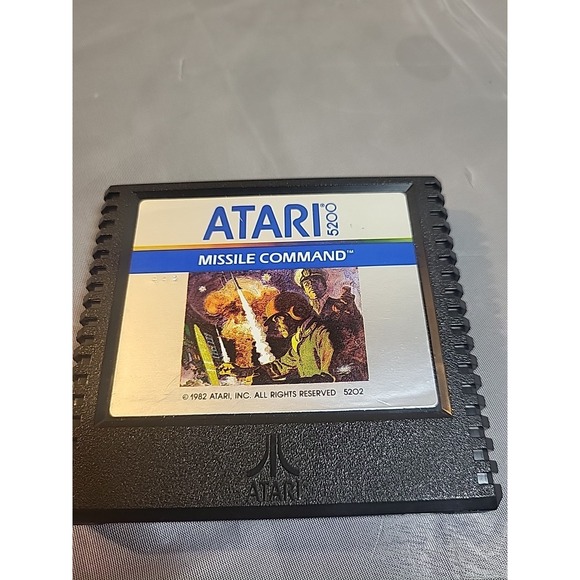 ATARI® 5200
MISSILE COMMAND™
© 1982 ATARI, INC. ALL RIGHTS RESERVED 5202
ATARI